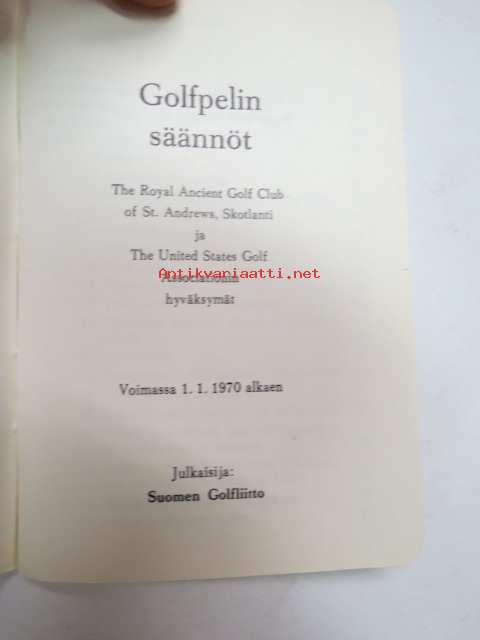 Golfpelin
säännöt
The Royal Ancient Golf Club
of St. Andrews, Skotlanti
ja
The United States Golf
Antikvariaatti.net
Associationin
hyväksymät
Voimassa 1. 1. 1970 alkaen
Julkaisija:
Suomen Golfliitto